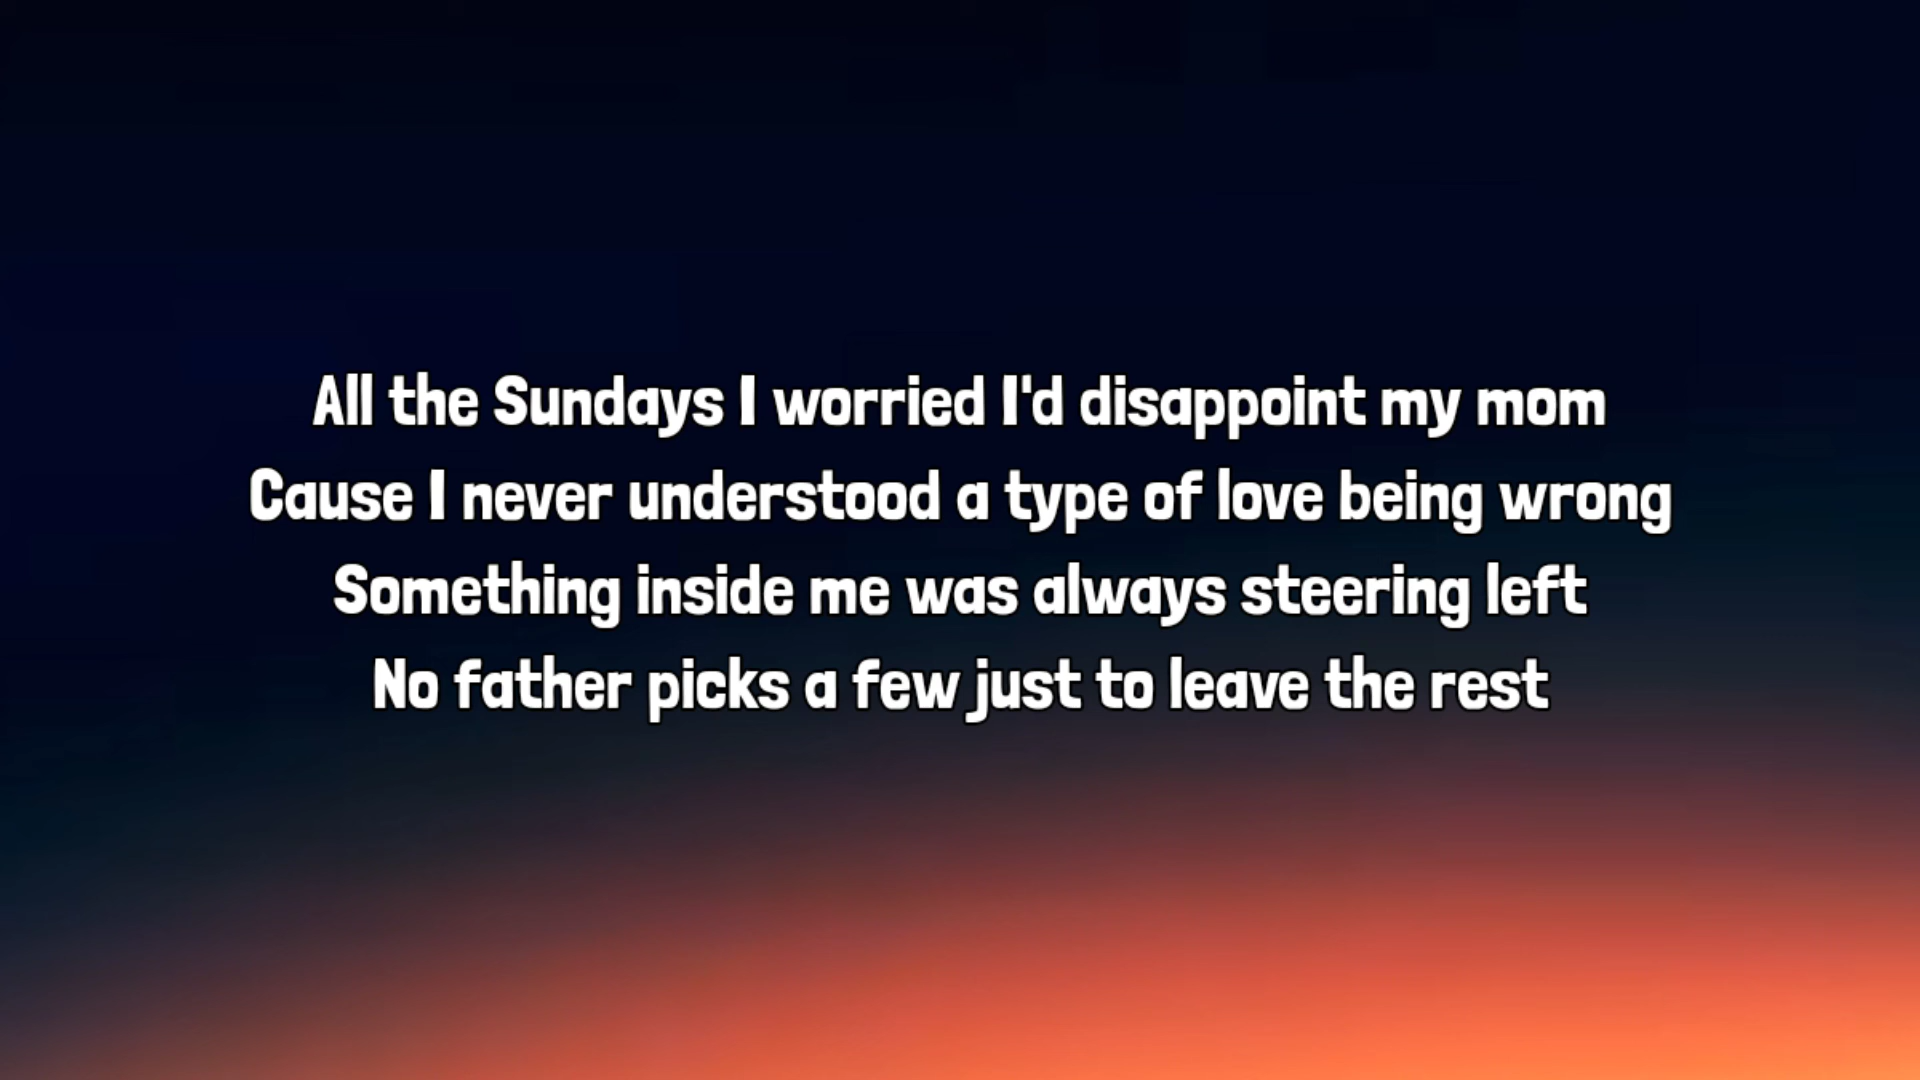 All the Sundays I worried I'd disappoint my mom
Cause I never understood a type of love being wrong
Something inside me was always steering left
No father picks a few just to leave the rest